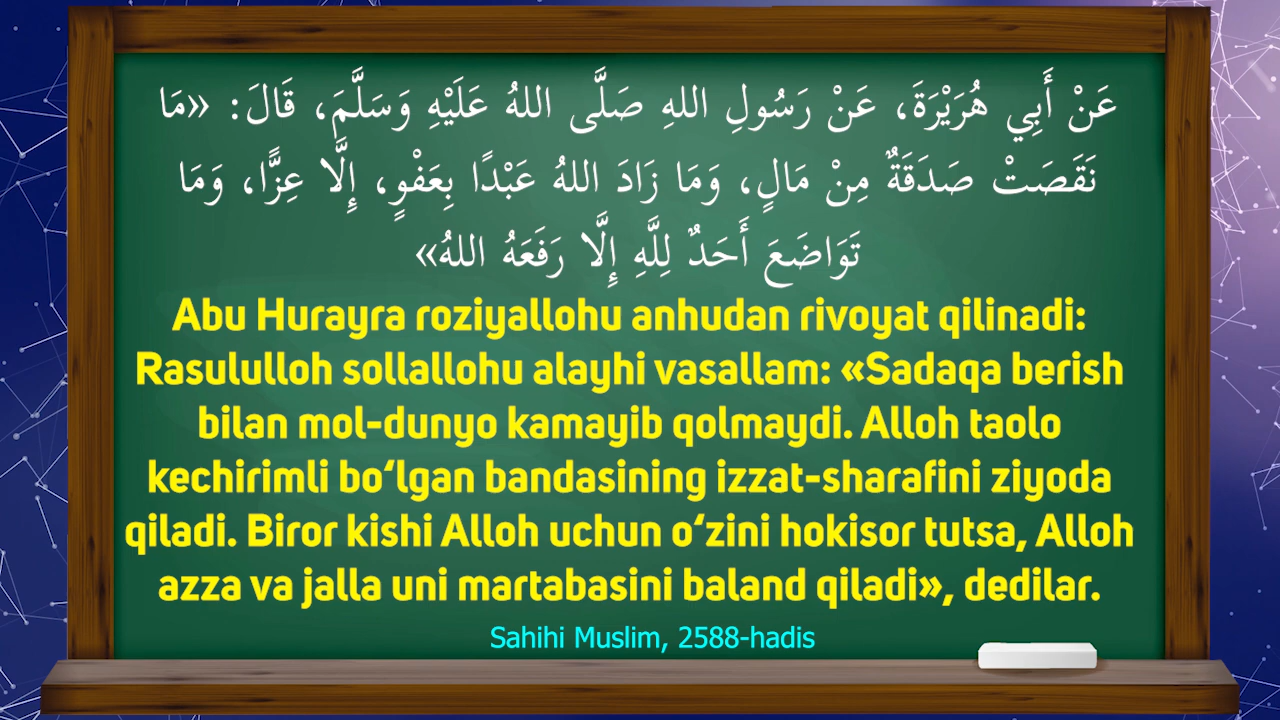 عَنْ أَبِي هُرَيْرَةَ، عَنْ رَسُولِ اللهِ صَلَّى اللهُ عَلَيْهِ وَسَلَّمَ، قَالَ: «مَا
نَقَصَتْ صَدَقَةٌ مِنْ مَالٍ، وَمَا زَادَ اللهُ عَبْدًا بِعَفْوٍ، إِلَّا عِزًّا، وَمَا
تَوَاضَعَ أَحَدٌ لِلَّهِ إِلَّا رَفَعَهُ اللهُ»
Abu Hurayra roziyallohu anhudan rivoyat qilinadi:
Rasululloh sollallohu alayhi vasallam: «Sadaqa berish
bilan mol-dunyo kamayib qolmaydi. Alloh taolo
kechirimli bo‘lgan bandasining izzat-sharafini ziyoda
qiladi. Biror kishi Alloh uchun o‘zini hokisor tutsa, Alloh
azza va jalla uni martabasini baland qiladi», dedilar.
Sahihi Muslim, 2588-hadis